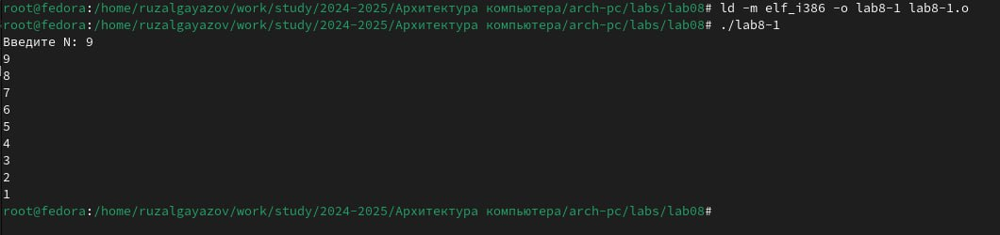 root@fedora:/home/ruzalgayazov/work/study/2024-2025/Архитектура компьютера/arch-pc/labs/lab08# ld -m elf_i386 -o lab8-1 lab8-1.o
root@fedora:/home/ruzalgayazov/work/study/2024-2025/Архитектура компьютера/arch-pc/labs/lab08# ./lab8-1
Введите N: 9
9
8
7
6
5
4
3
2
1
root@fedora:/home/ruzalgayazov/work/study/2024-2025/Архитектура компьютера/arch-pc/labs/lab08#